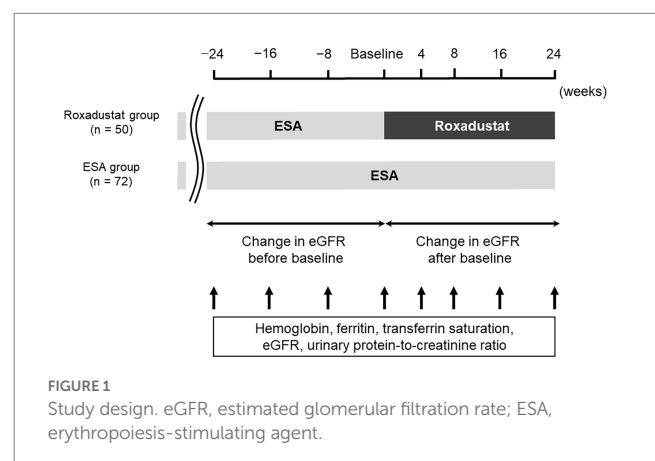 −24 −16 −8 Baseline 4 8 16 24
(weeks)
Roxadustat group
(n = 50)
ESA Roxadustat
ESA group
(n = 72)
ESA
Change in eGFR
before baseline
Change in eGFR
after baseline
Hemoglobin, ferritin, transferrin saturation,
eGFR, urinary protein-to-creatinine ratio
FIGURE 1
Study design. eGFR, estimated glomerular filtration rate; ESA,
erythropoiesis-stimulating agent.